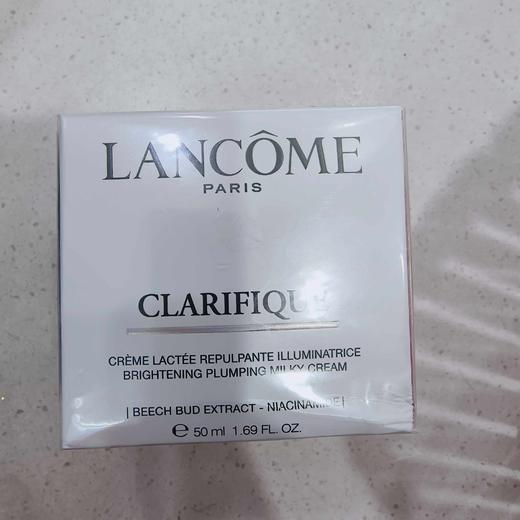 LANCÔME
PARIS
CLARIFIQUE
CRÈME LACTÉE REPULPANTE ILLUMINATRICE
BRIGHTENING PLUMPING MILKY CREAM
| BEECH BUD EXTRACT - NIACINAMIDE |
℮ 50 ml 1.69 FL. OZ.